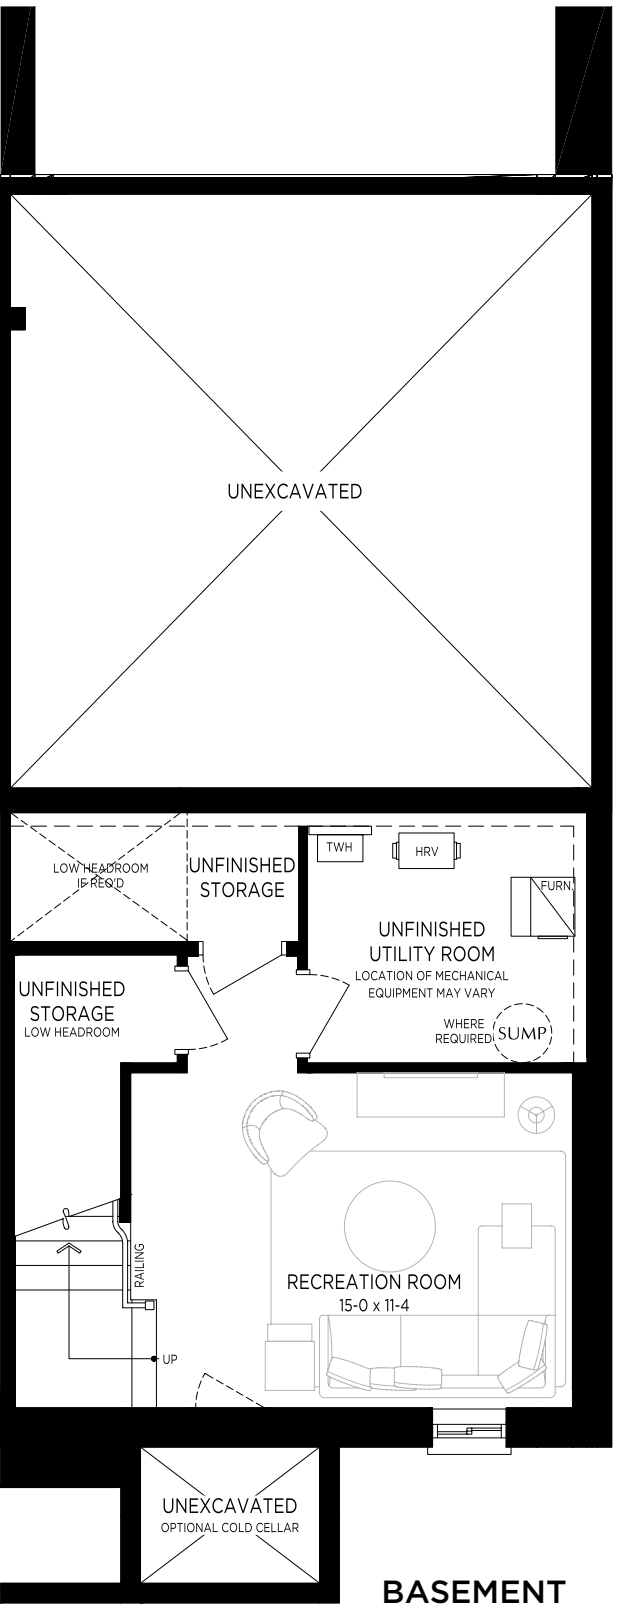 UNEXCAVATED
LOW HEADROOM
IF REQ'D
UNFINISHED
STORAGE
TWH
HRV
FURN.
UNFINISHED
UTILITY ROOM
LOCATION OF MECHANICAL
EQUIPMENT MAY VARY
WHERE
REQUIRED
SUMP
UNFINISHED
STORAGE
LOW HEADROOM
RAILING
RECREATION ROOM
15-0 x 11-4
UP
UNEXCAVATED
OPTIONAL COLD CELLAR
BASEMENT